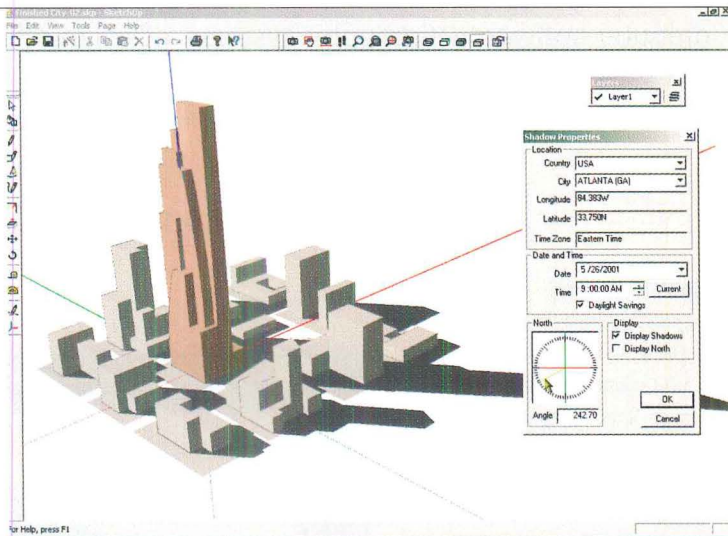 File Edit View Tools Page Help
Layers
Layer1
Shadow Properties
Location
Country USA
City ATLANTA (GA)
Longitude 84.383W
Latitude 33.750N
Time Zone Eastern Time
Date and Time
Date 5 /26/2001
Time 9 :00:00 AM Current
Daylight Savings
North
Display
Display Shadows
Display North
OK
Angle 242.70
Cancel
For Help, press F1